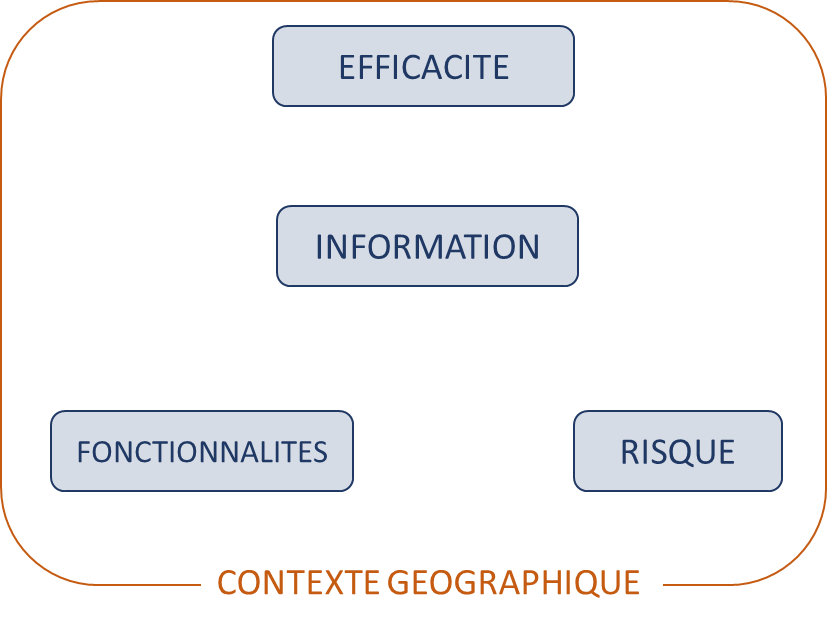 EFFICACITE
INFORMATION
FONCTIONNALITES
RISQUE
CONTEXTE GEOGRAPHIQUE